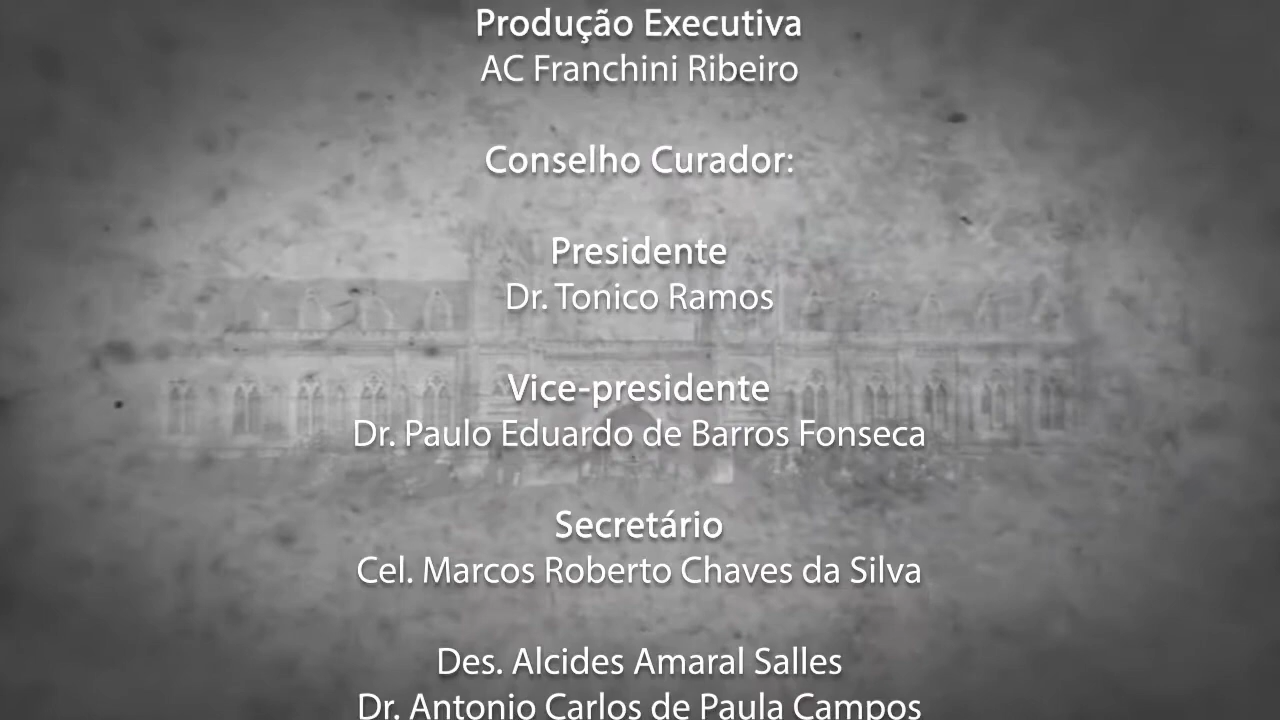 Produção Executiva
AC Franchini Ribeiro
Conselho Curador:
Presidente
Dr. Tonico Ramos
Vice-presidente
Dr. Paulo Eduardo de Barros Fonseca
Secretário
Cel. Marcos Roberto Chaves da Silva
Des. Alcides Amaral Salles
Dr. Antonio Carlos de Paula Campos